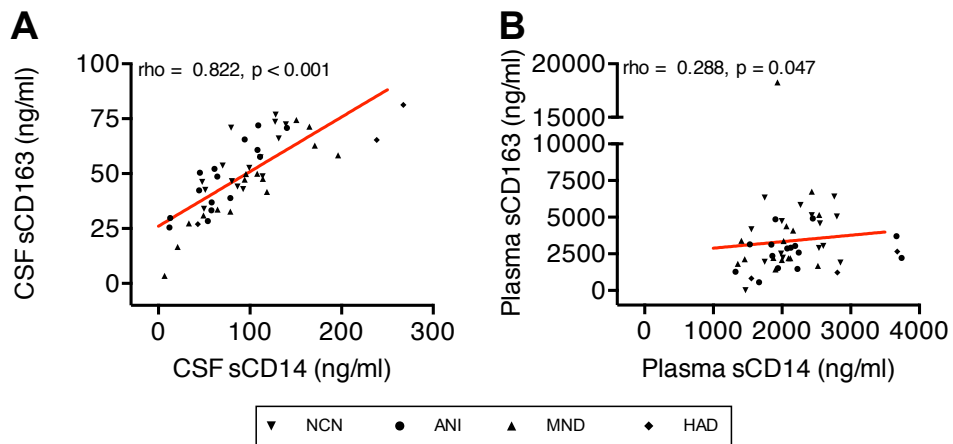 A
rho = 0.822, p < 0.001
CSF sCD163 (ng/ml)
100
75
50
25
0
0 100 200 300
CSF sCD14 (ng/ml)
B
rho = 0.288, p = 0.047
Plasma sCD163 (ng/ml)
20000
15000
10000
7500
5000
2500
0
0 1000 2000 3000 4000
Plasma sCD14 (ng/ml)
NCN ANI MND HAD